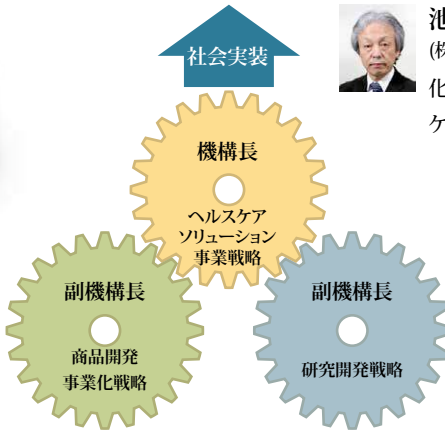 社会実装
池
(株
化
ケ
機構長
ヘルスケア
ソリューション
事業戦略
副機構長
商品開発
事業化戦略
副機構長
研究開発戦略